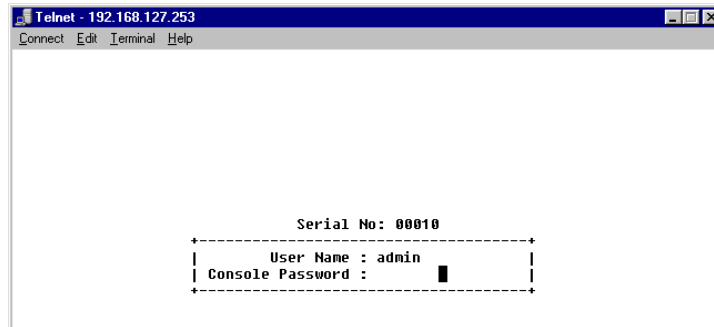 Telnet - 192.168.127.253
Connect Edit Terminal Help
Serial No: 00010
+---------------------------------------+
| User Name : admin |
| Console Password : |
+---------------------------------------+